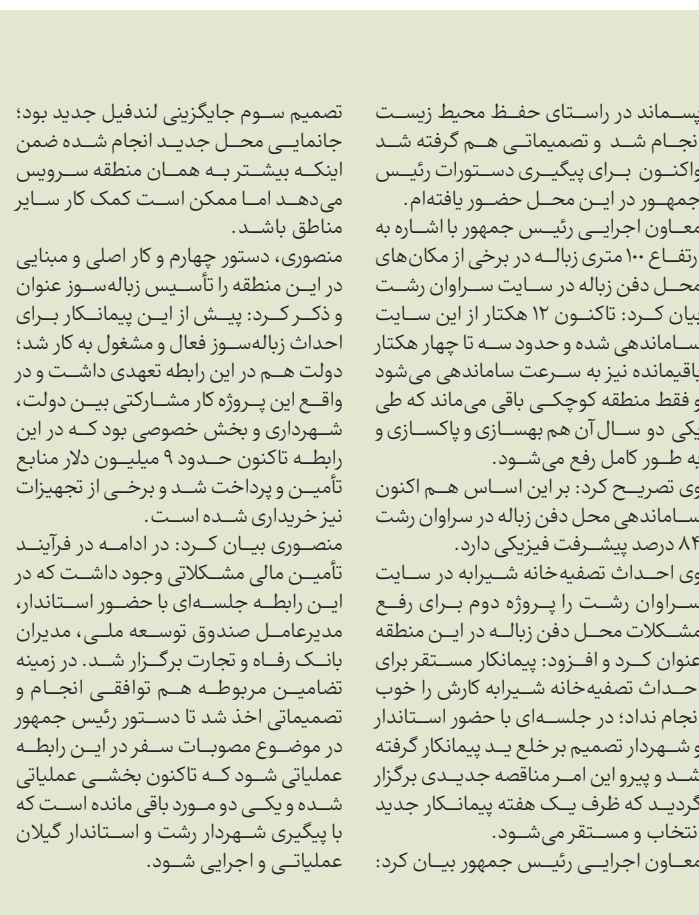 پسماند در راستای حفظ محیط زیست
انجام شد و تصمیماتی هم گرفته شد
واکنون برای پیگیری دستورات رئیس
جمهور در این محل حضور یافته‌ام.
معاون اجرایی رئیس جمهور با اشاره به
ارتفاع ۱۰۰ متری زباله در برخی از مکان‌های
محل دفن زباله در سایت سراوان رشت
بیان کرد: تاکنون ۱۲ هکتار از این سایت
ساماندهی شده و حدود سه تا چهار هکتار
باقیمانده نیز به سرعت ساماندهی می‌شود
و فقط منطقه کوچکی باقی می‌ماند که طی
یکی دو سال آن هم بهسازی و پاکسازی و
به طور کامل رفع می‌شود.
وی تصریح کرد: بر این اساس هم اکنون
ساماندهی محل دفن زباله در سراوان رشت
۸۴ درصد پیشرفت فیزیکی دارد.
وی احداث تصفیه‌خانه شیرابه در سایت
سراوان رشت را پروژه دوم برای رفع
مشکلات محل دفن زباله در این منطقه
عنوان کرد و افزود: پیمانکار مستقر برای
احداث تصفیه‌خانه شیرابه کارش را خوب
انجام نداد؛ در جلسه‌ای با حضور استاندار
و شهردار تصمیم بر خلع ید پیمانکار گرفته
شد و پیرو این امر مناقصه جدیدی برگزار
گردید که ظرف یک هفته پیمانکار جدید
انتخاب و مستقر می‌شود.
معاون اجرایی رئیس جمهور بیان کرد:
تصمیم سوم جایگزینی لندفیل جدید بود؛
جانمایی محل جدید انجام شده ضمن
اینکه بیشتر به همان منطقه سرویس
می‌دهد اما ممکن است کمک کار سایر
مناطق باشد.
منصوری، دستور چهارم و کار اصلی و مبنایی
در این منطقه را تأسیس زباله‌سوز عنوان
و ذکر کرد: پیش از این پیمانکار برای
احداث زباله‌سوز فعال و مشغول به کار شد؛
دولت هم در این رابطه تعهدی داشت و در
واقع این پروژه کار مشارکتی بین دولت،
شهرداری و بخش خصوصی بود که در این
رابطه تاکنون حدود ۹ میلیون دلار منابع
تأمین و پرداخت شد و برخی از تجهیزات
نیز خریداری شده است.
منصوری بیان کرد: در ادامه در فرآیند
تأمین مالی مشکلاتی وجود داشت که در
این رابطه جلسه‌ای با حضور استاندار،
مدیرعامل صندوق توسعه ملی، مدیران
بانک رفاه و تجارت برگزار شد. در زمینه
تضامین مربوطه هم توافقی انجام و
تصمیماتی اخذ شد تا دستور رئیس جمهور
در موضوع مصوبات سفر در این رابطه
عملیاتی شود که تاکنون بخشی عملیاتی
شده و یکی دو مورد باقی مانده است که
با پیگیری شهردار رشت و استاندار گیلان
عملیاتی و اجرایی شود.